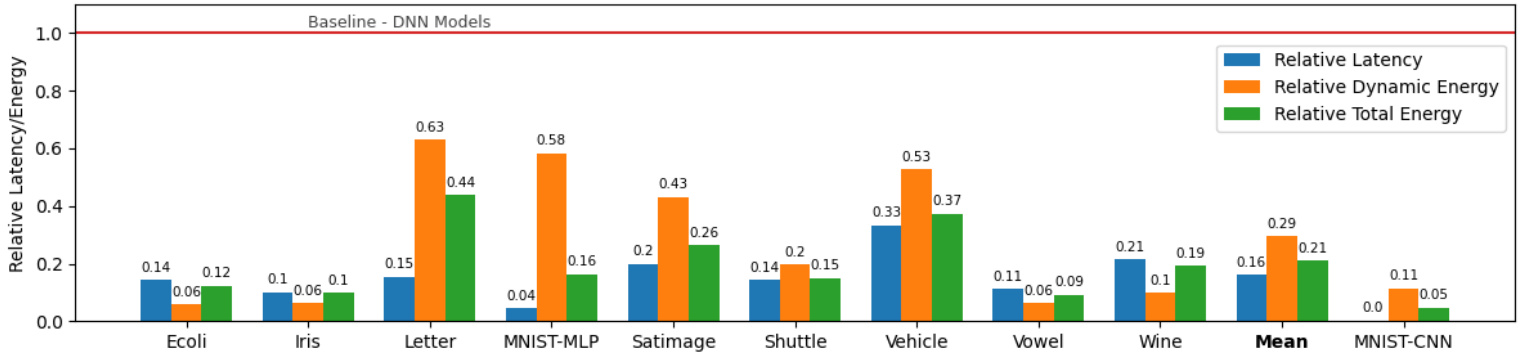 Baseline - DNN Models
Relative Latency/Energy
1.0
0.8
0.6
0.4
0.2
0.0
Relative Latency
Relative Dynamic Energy
Relative Total Energy
0.14
0.06
0.12
0.1
0.06
0.1
0.15
0.63
0.44
0.04
0.58
0.16
0.2
0.43
0.26
0.14
0.2
0.15
0.33
0.53
0.37
0.11
0.06
0.09
0.21
0.1
0.19
0.16
0.29
0.21
0.0
0.11
0.05
Ecoli
Iris
Letter
MNIST-MLP
Satimage
Shuttle
Vehicle
Vowel
Wine
Mean
MNIST-CNN